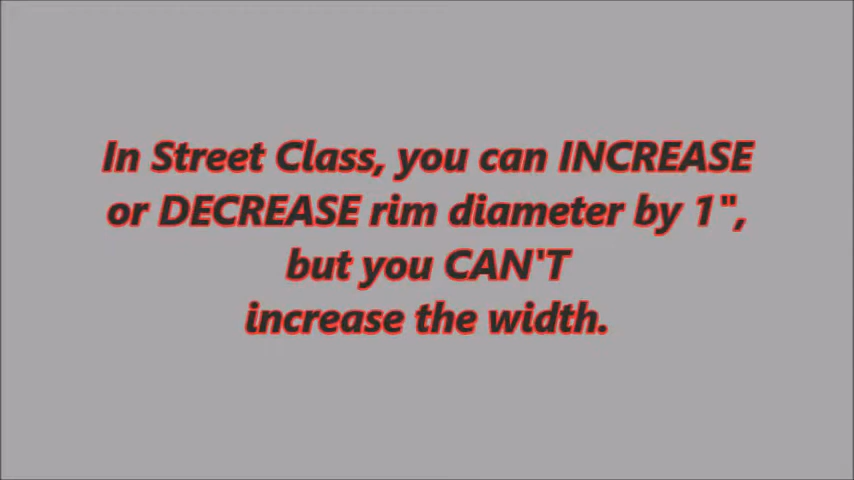 In Street Class, you can INCREASE
or DECREASE rim diameter by 1",
but you CAN'T
increase the width.